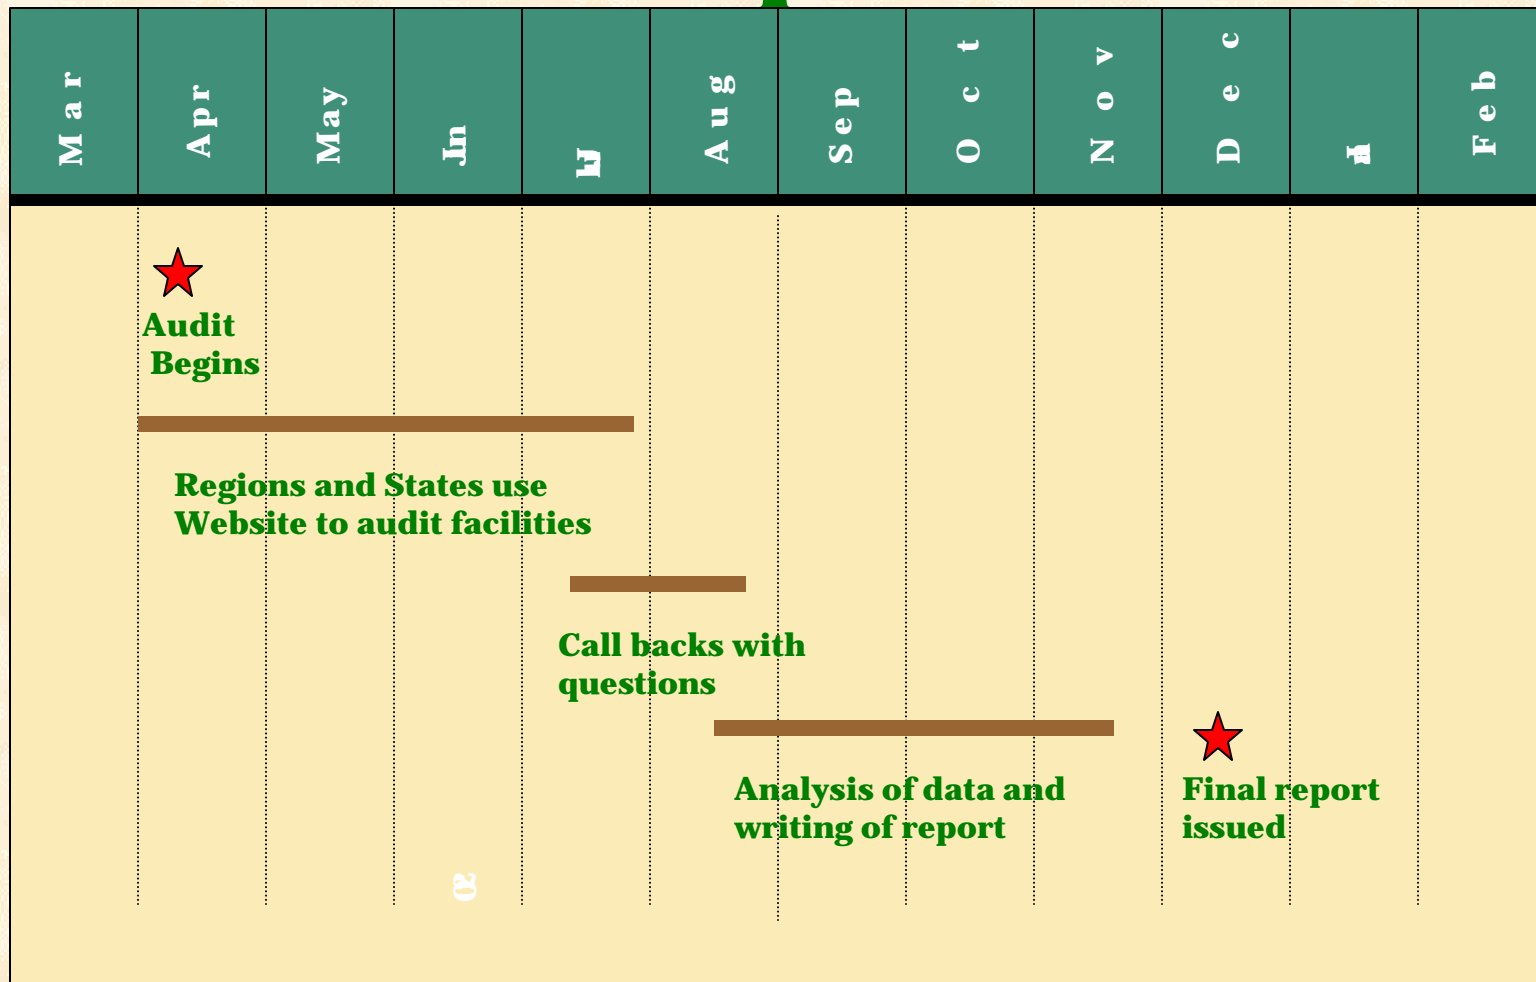 Mar
Apr
May
Jun
Aug
Sep
Oct
Nov
Dec
Feb
Audit
Begins
Regions and States use
Website to audit facilities
Call backs with
questions
Analysis of data and
writing of report
Final report
issued